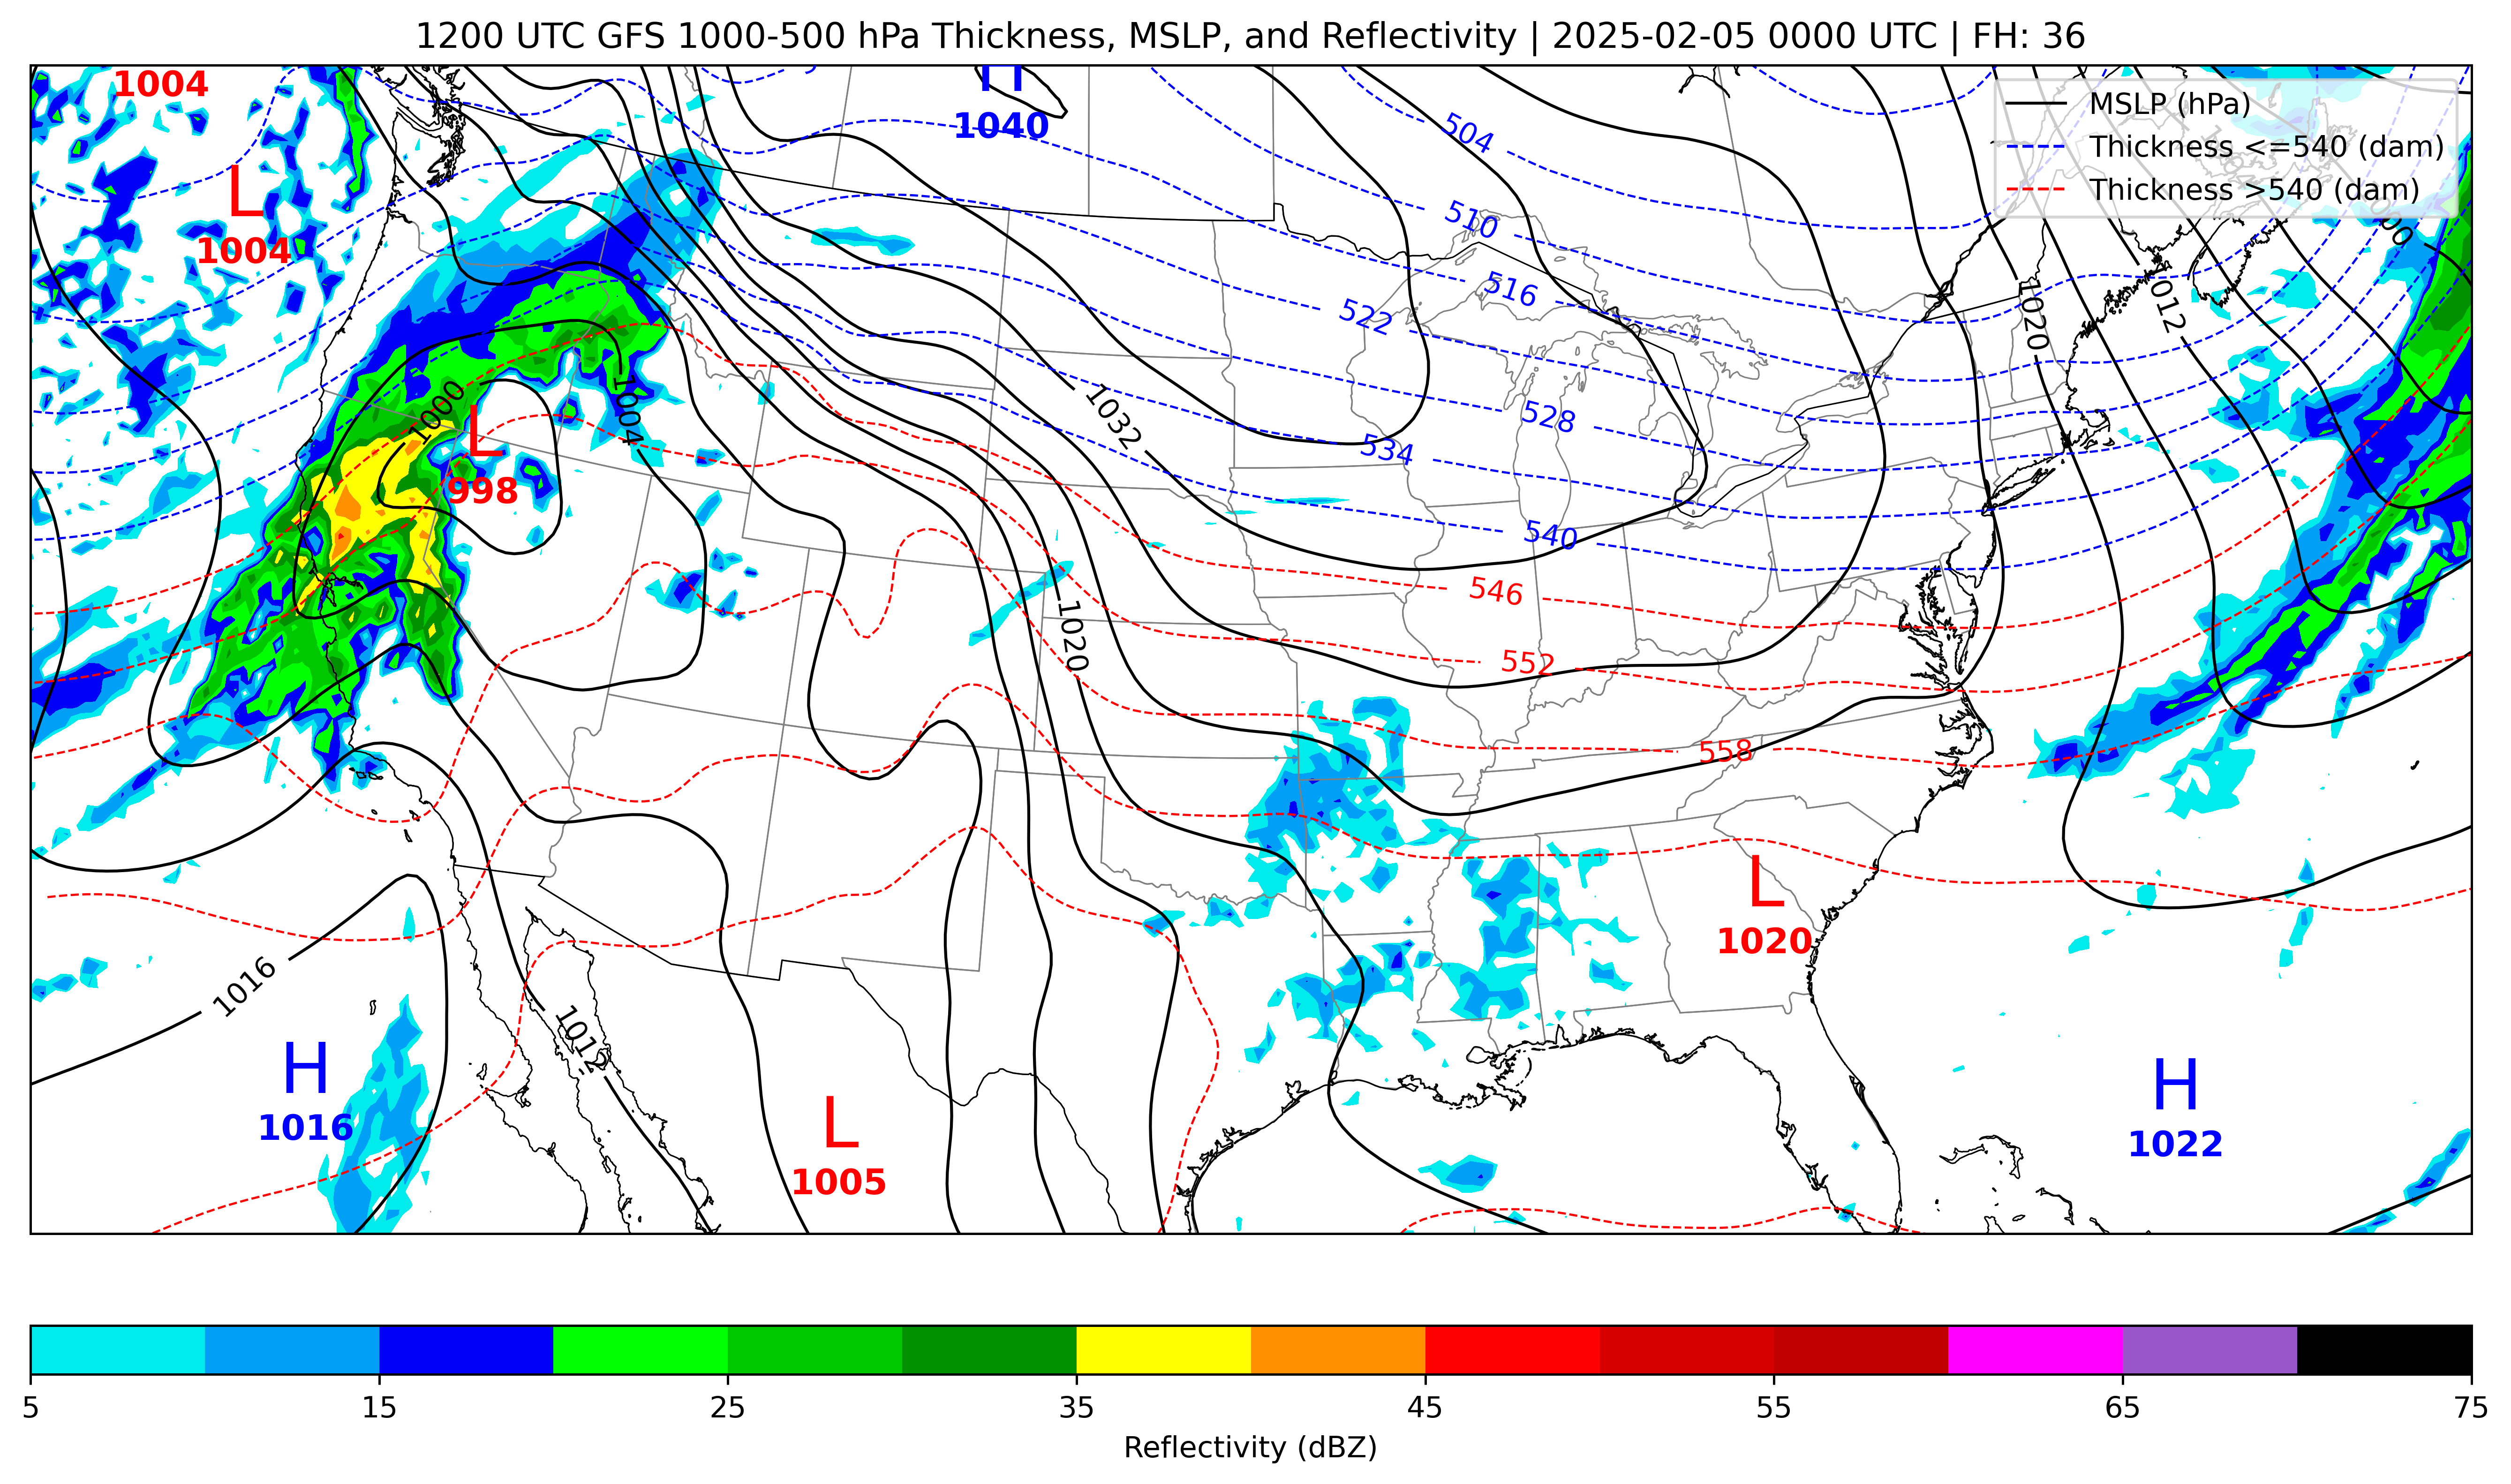 1200 UTC GFS 1000-500 hPa Thickness, MSLP, and Reflectivity | 2025-02-05 0000 UTC | FH: 36
1004
H
1040
MSLP (hPa)
Thickness <=540 (dam)
Thickness >540 (dam)
504
L
1004
510
516
522
1020
1012
1032
528
534
1000
1004
L
998
540
546
1020
552
558
L
1020
1016
1012
H
1016
L
1005
H
1022
5
15
25
35
45
55
65
75
Reflectivity (dBZ)